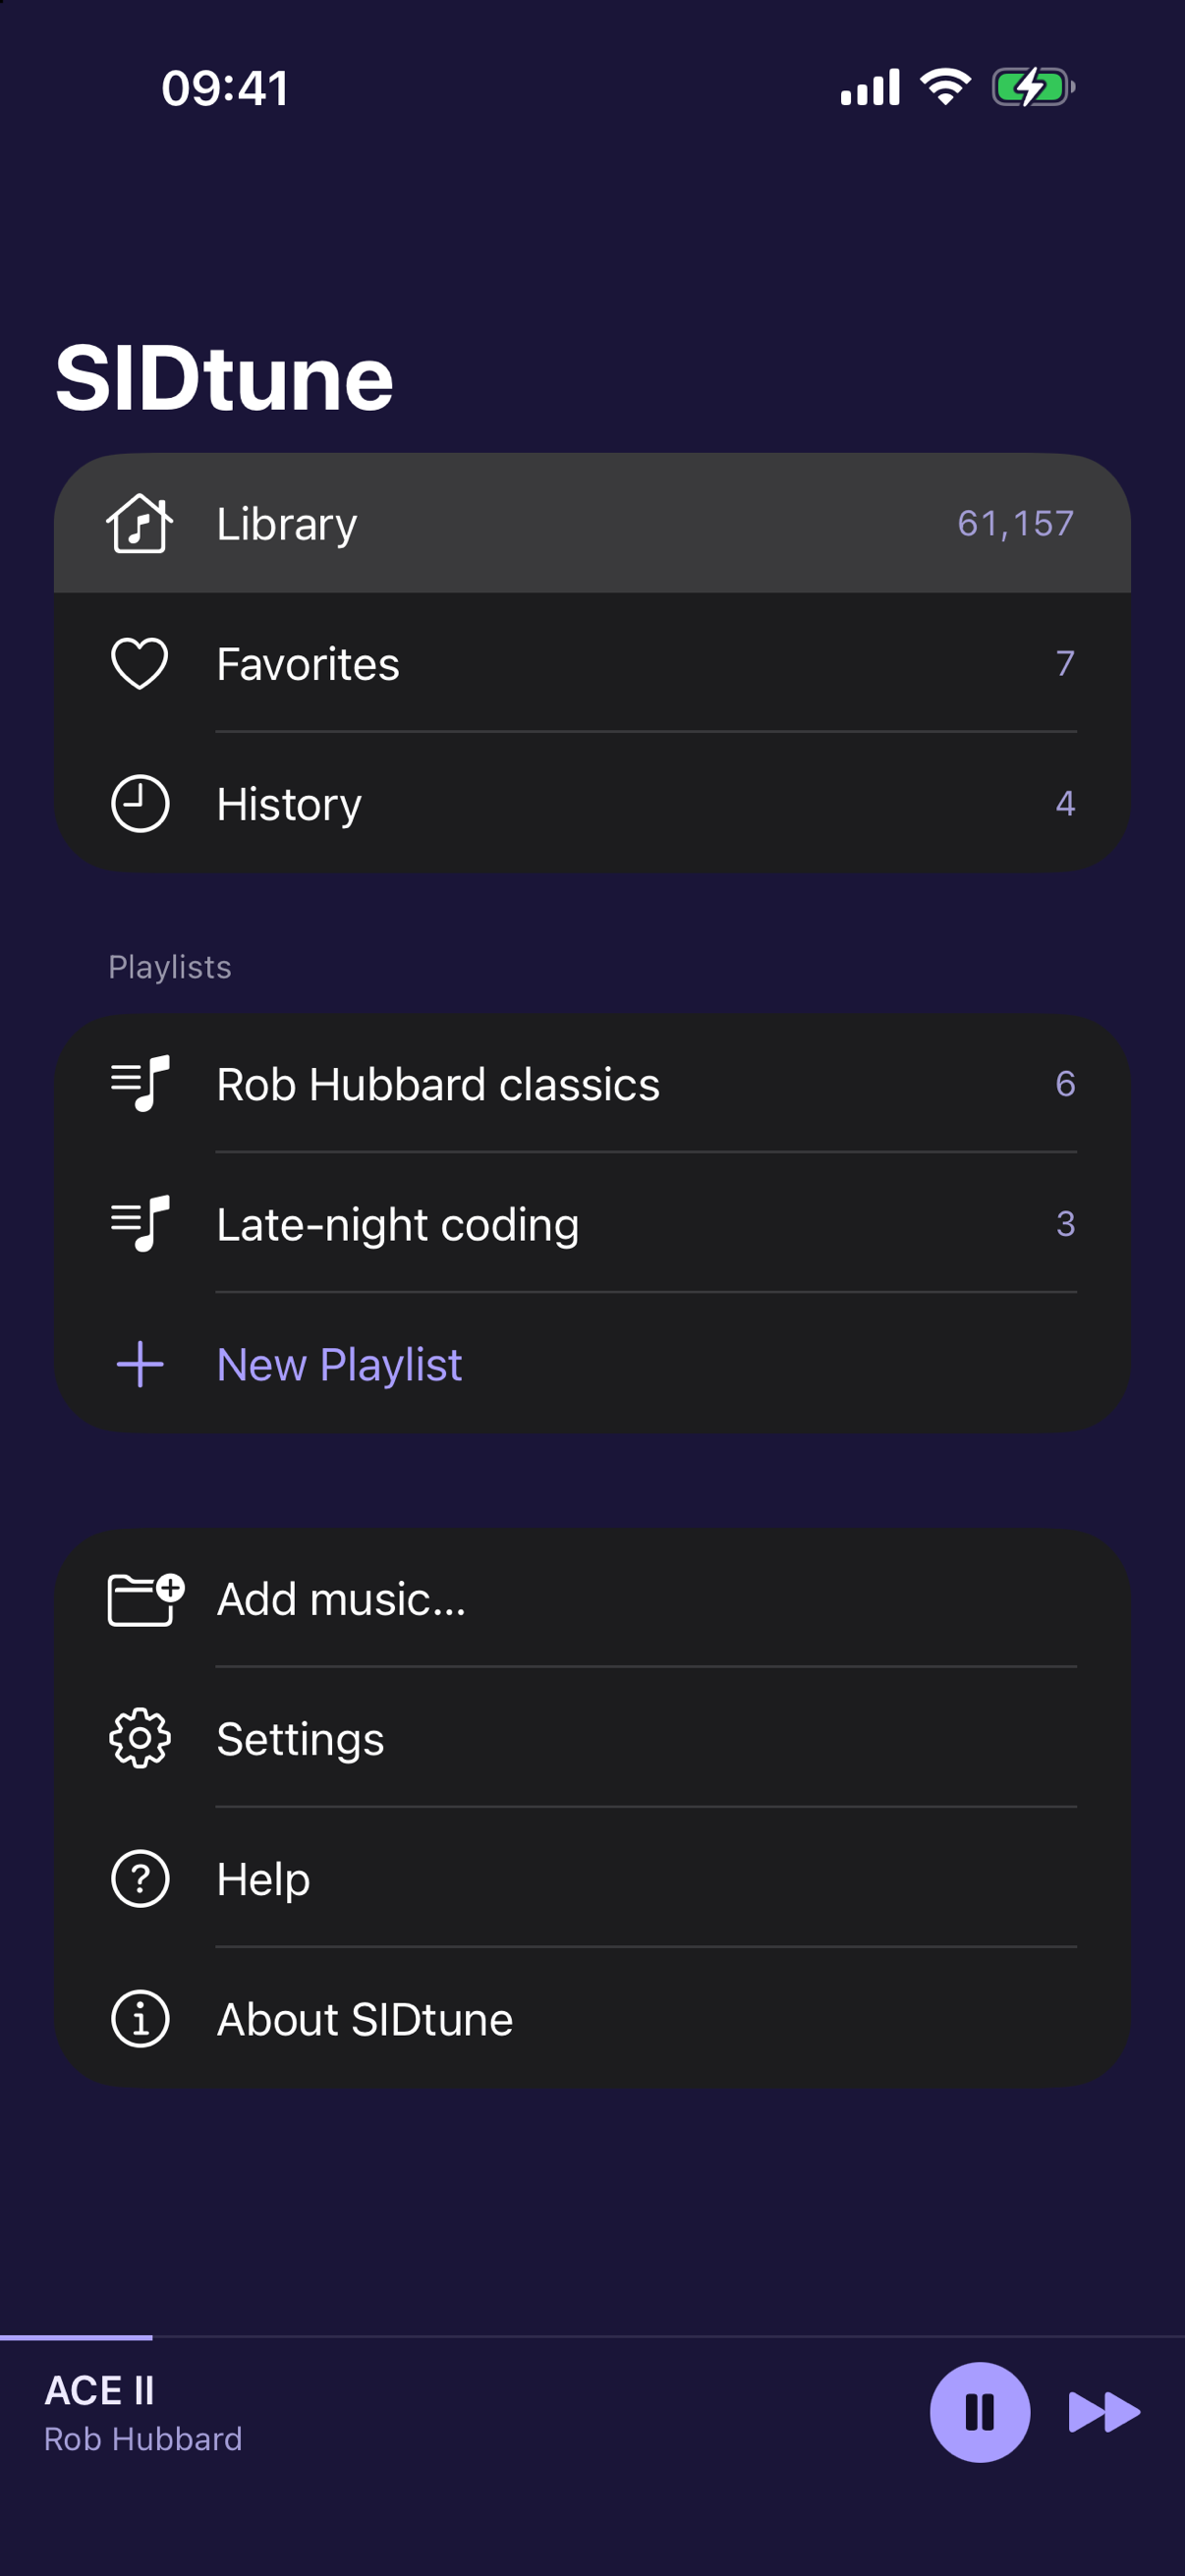 09:41
SIDtune
Library 61,157
Favorites 7
History 4
Playlists
Rob Hubbard classics 6
Late-night coding 3
New Playlist
Add music...
Settings
Help
About SIDtune
ACE II
Rob Hubbard